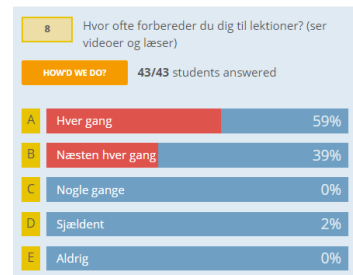 8
Hvor ofte forbereder du dig til lektioner? (ser
videoer og læser)
HOW'D WE DO?
43/43 students answered
A Hver gang 59%
B Næsten hver gang 39%
C Nogle gange 0%
D Sjældent 2%
E Aldrig 0%